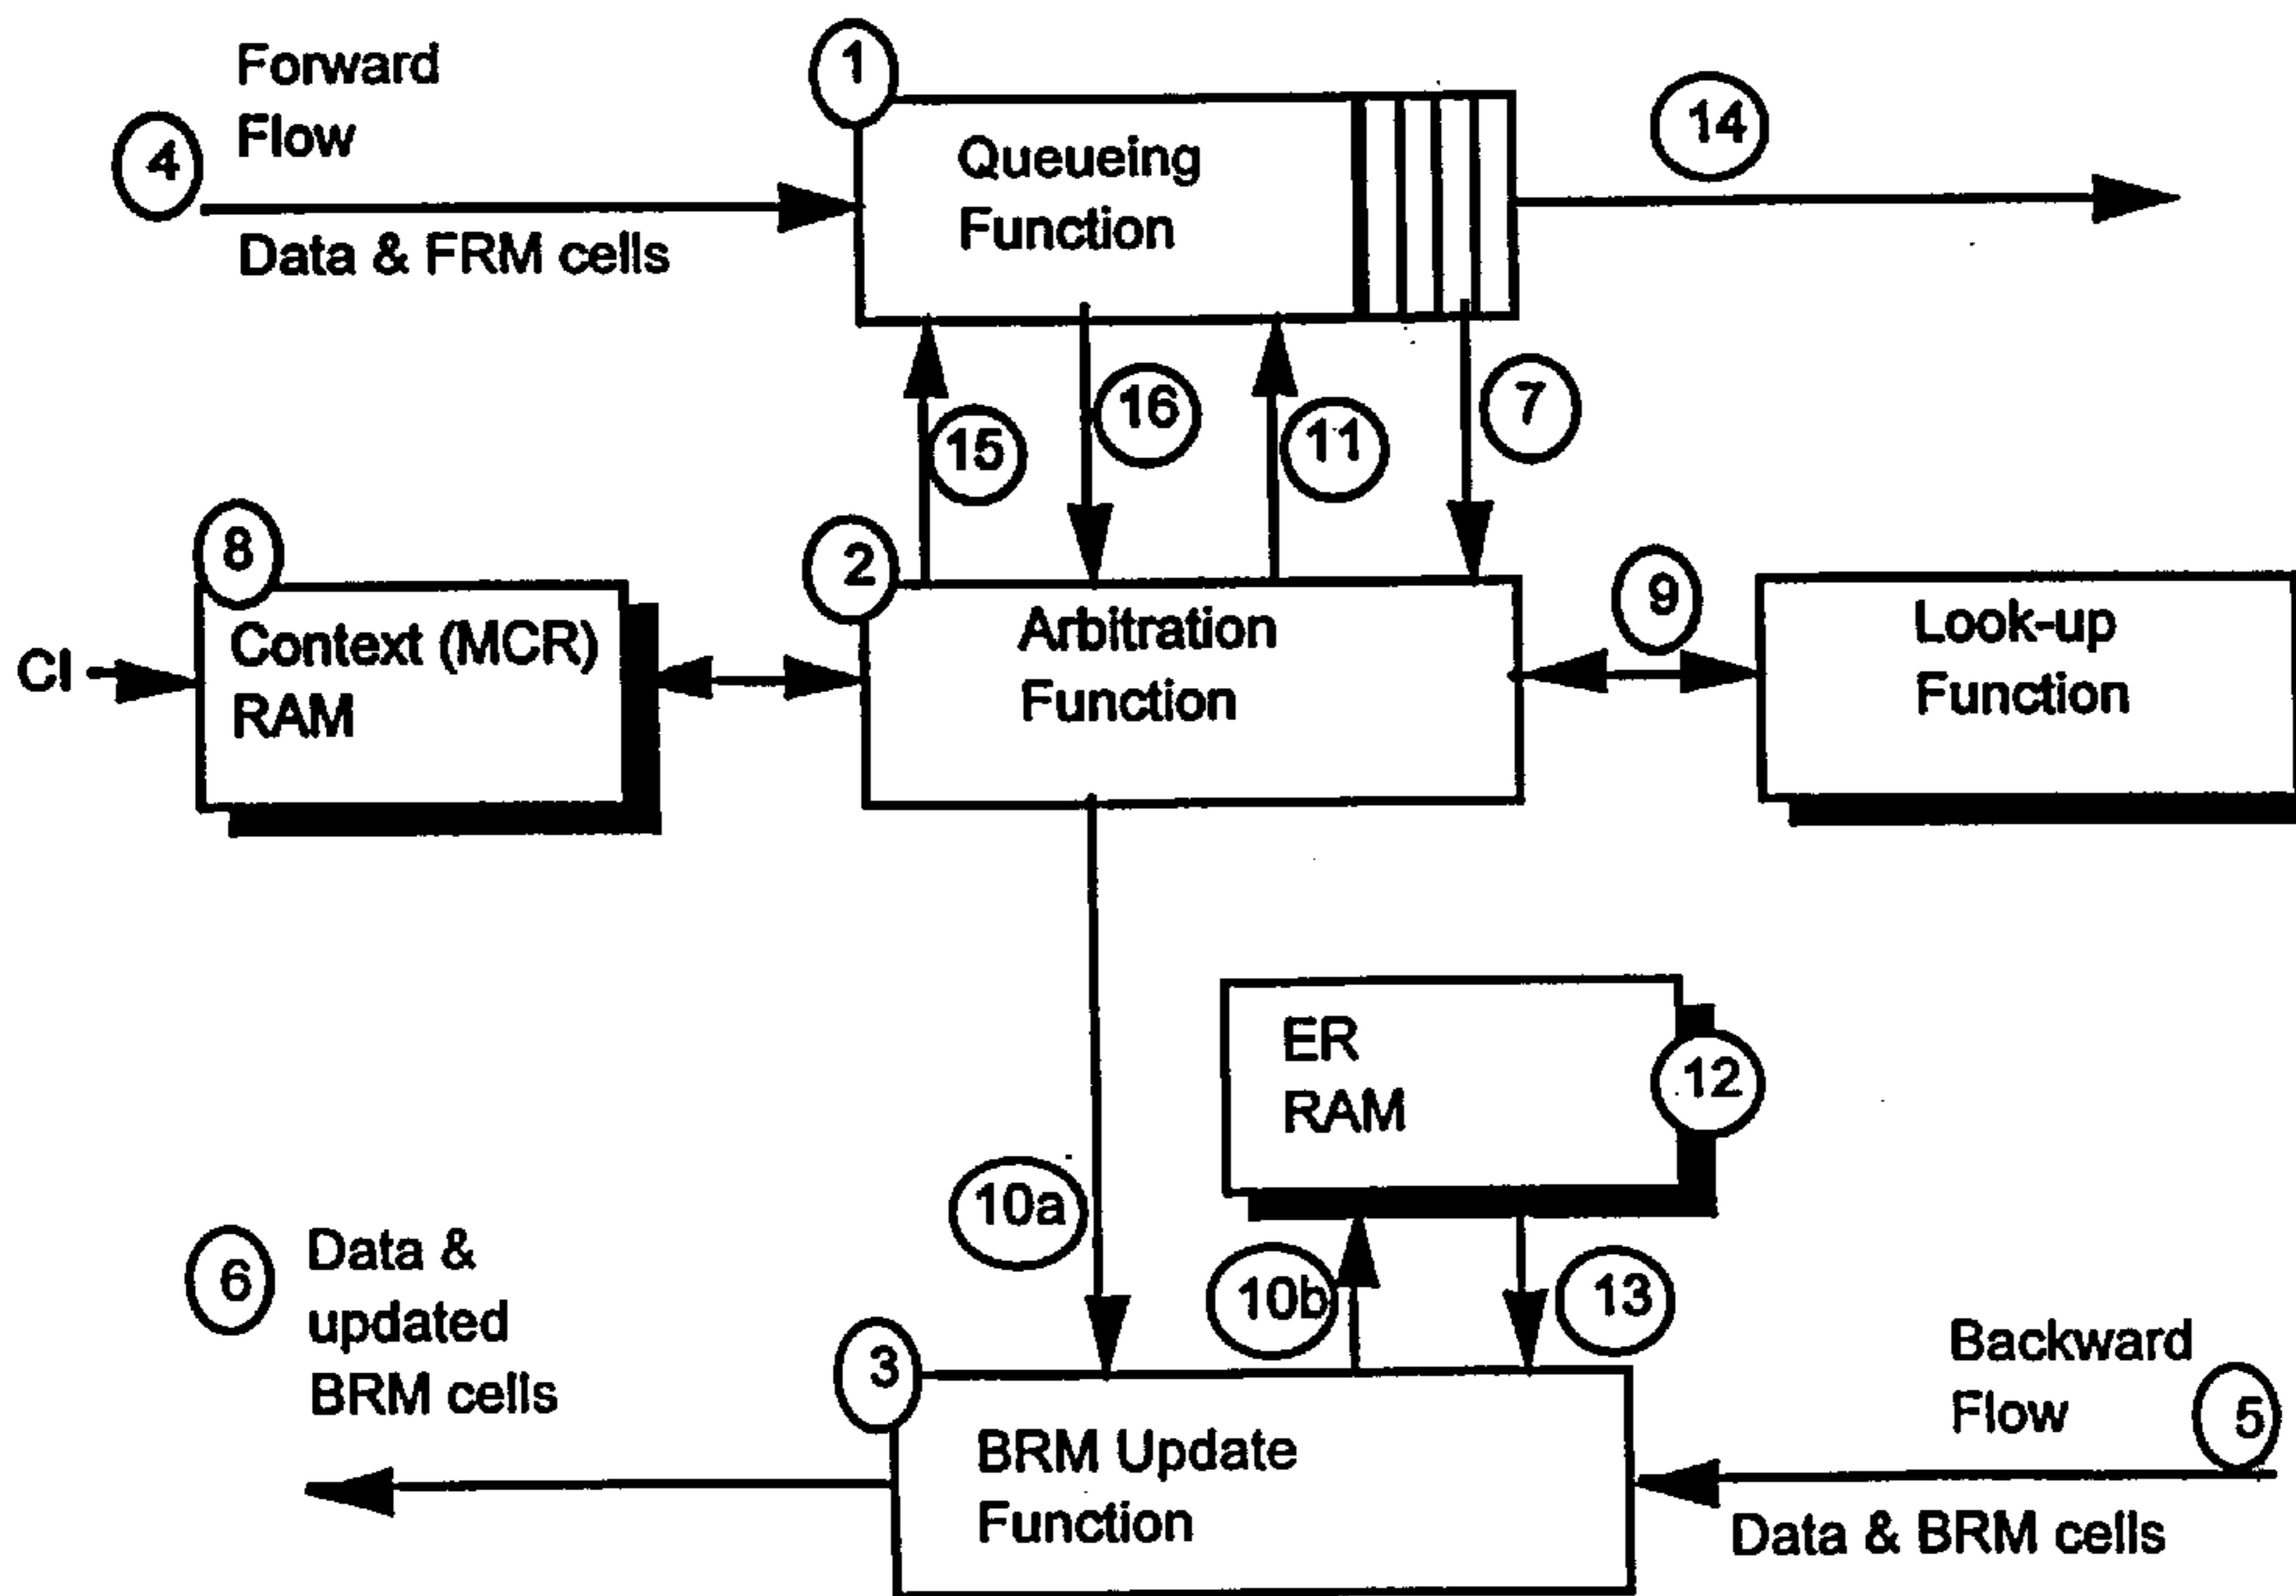 1
Forward
Flow
4
14
Queueing
Function
Data & FRM cells
7
16
11
15
8
2
9
CI
Context (MCR)
RAM
Arbitration
Function
Look-up
Function
ER
RAM
12
10a
10b
13
6
Data &
updated
BRM cells
3
Backward
Flow
5
BRM Update
Function
Data & BRM cells